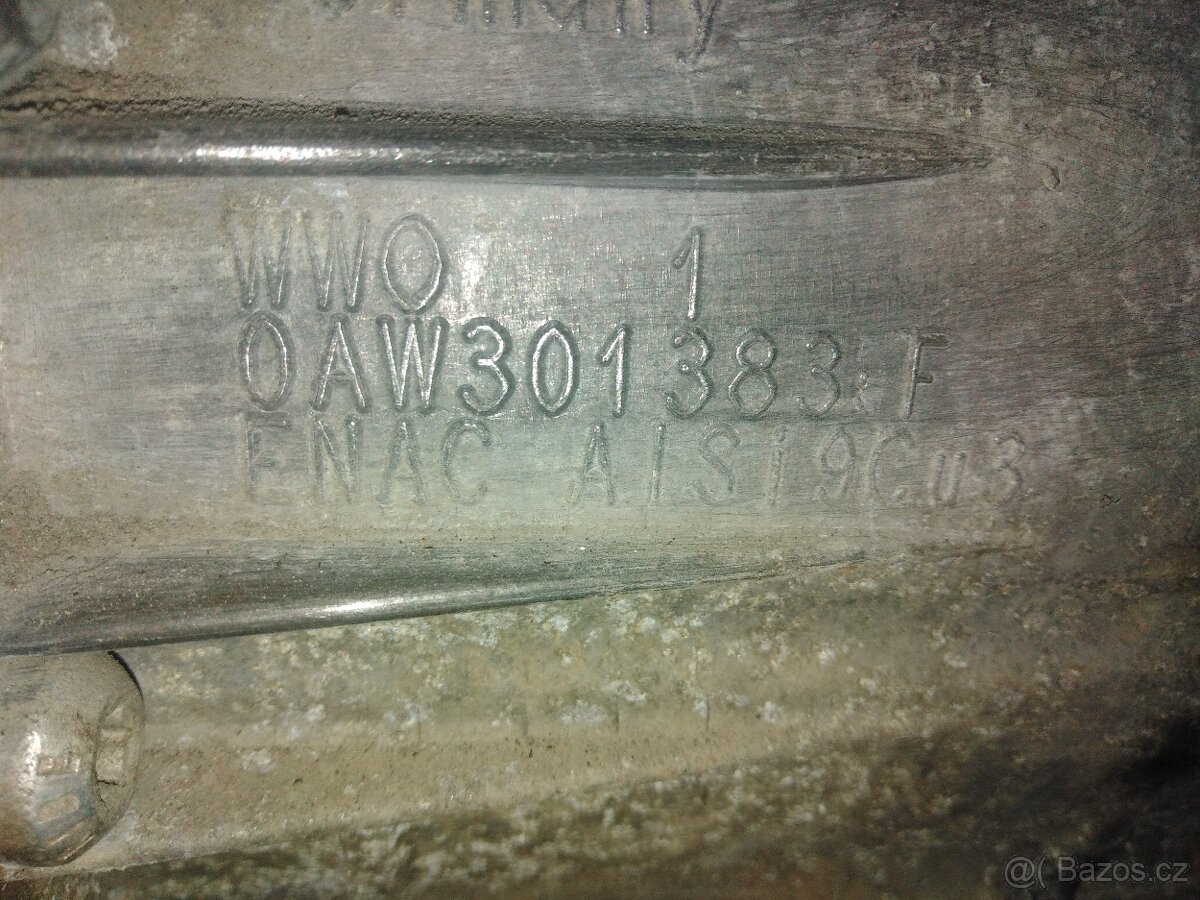 WWO 1
0AW301383 F
ENAC AlSi9Cu3
@( Bazos.cz